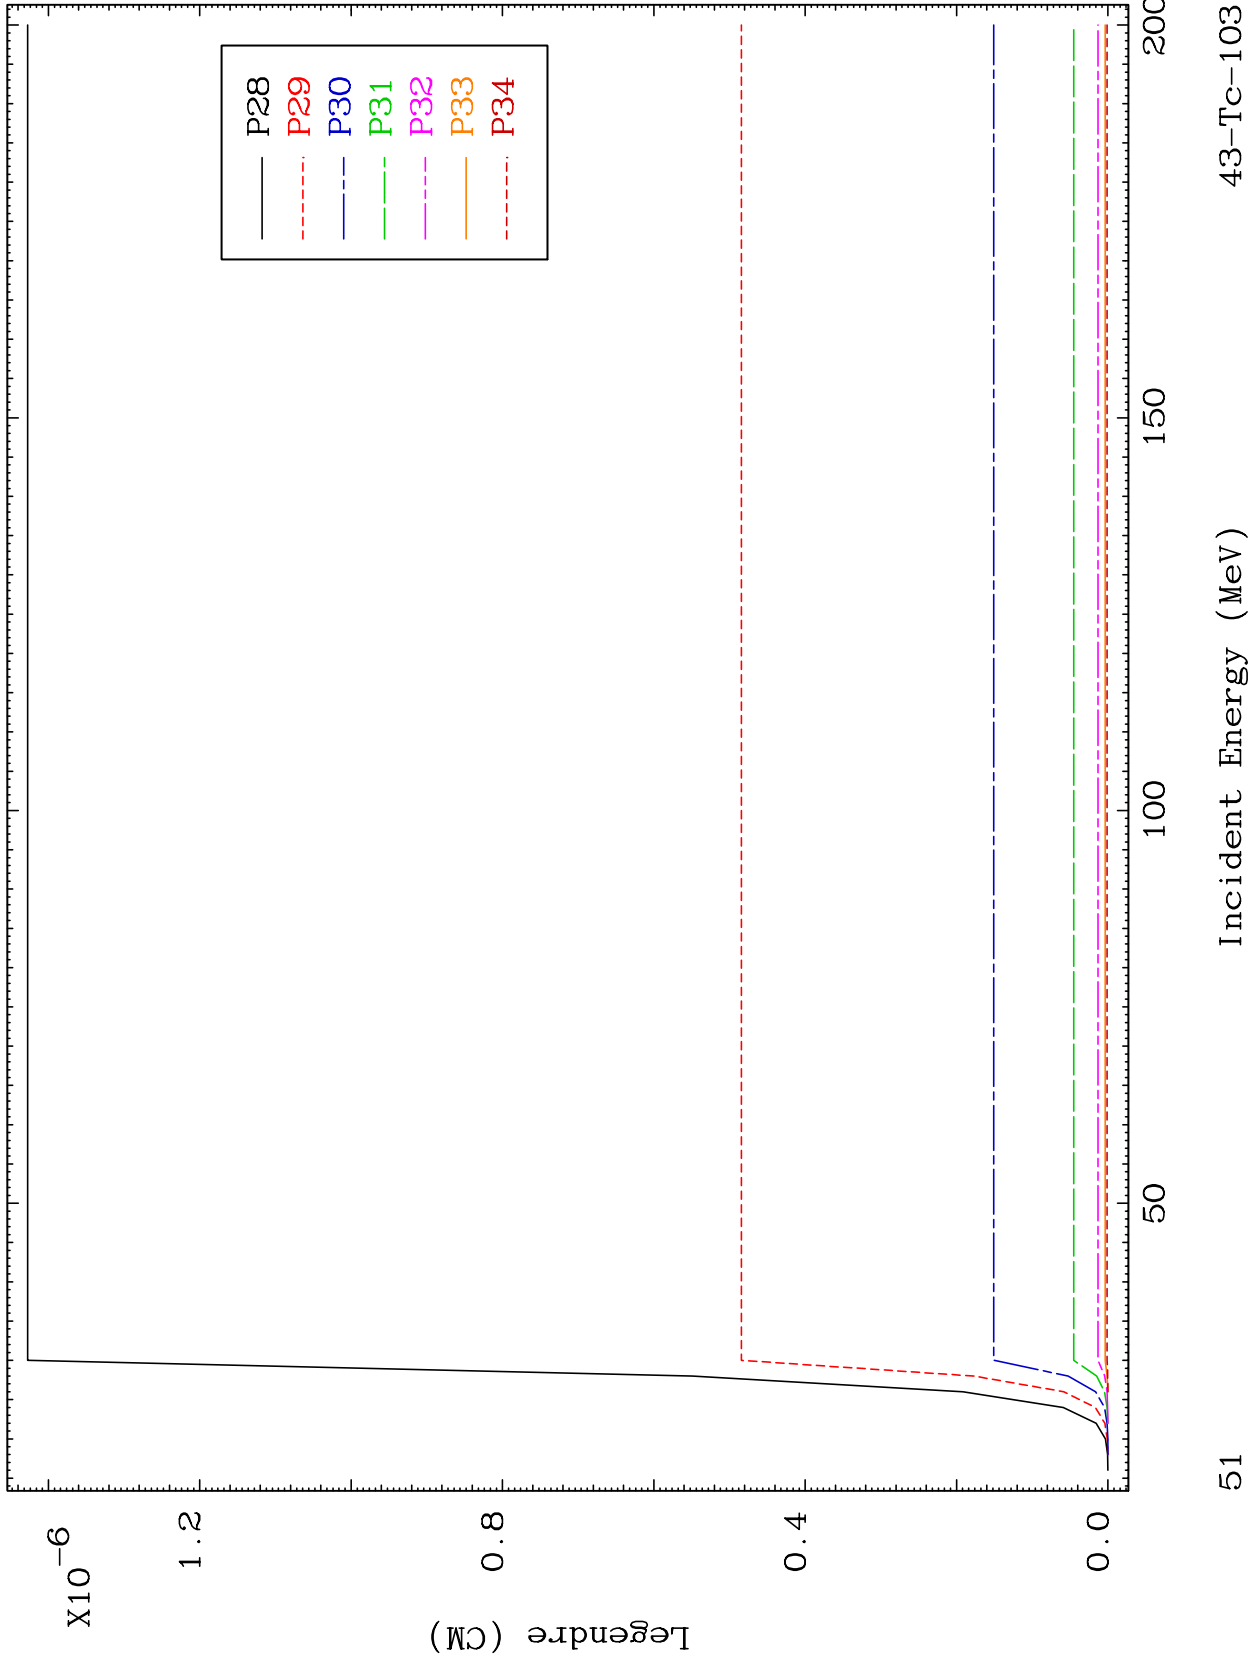 X10-6
Legendre (CM)
1.2
0.8
0.4
0.0
50
100
150
200
P28
P29
P30
P31
P32
P33
P34
51
Incident Energy (MeV)
43-Tc-103